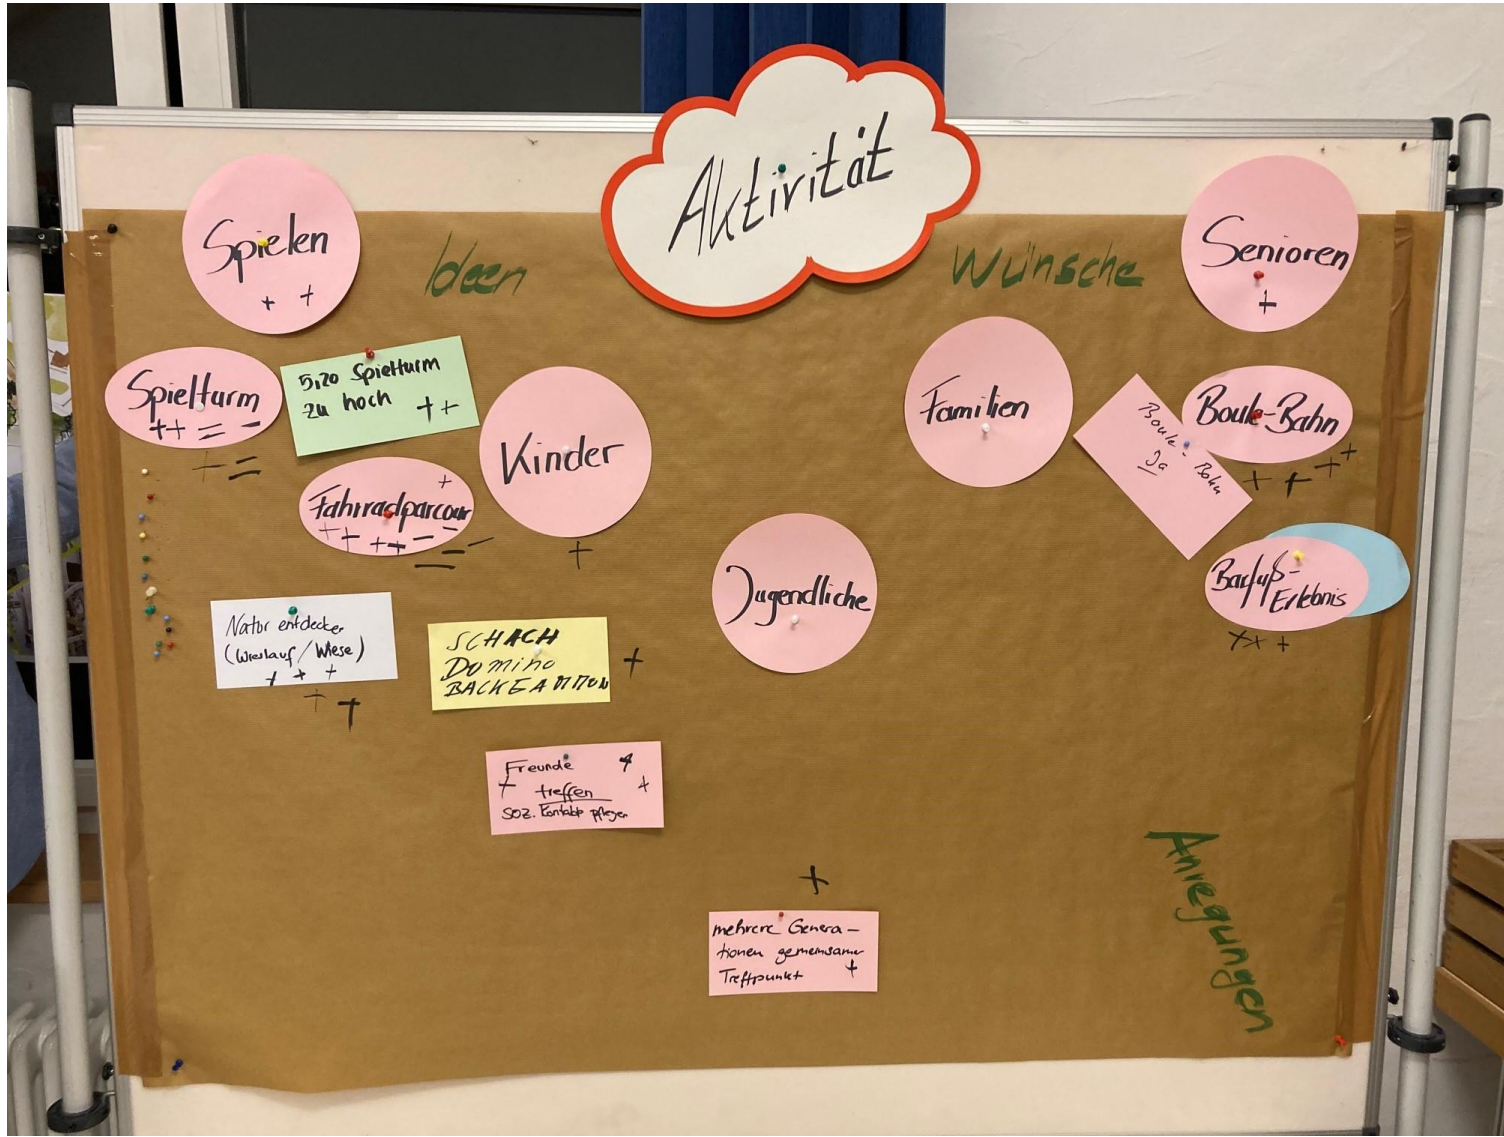 Aktivität
Spielen
+ +
Ideen
Wünsche
Senioren
+
Spielturm
++ = -
+ =
5,20 Spielturm
zu hoch ++
Kinder
+
Familien
Boule-Bahn
Ja
Boule-Bahn
+ + + +
Fahrradparcour
+
+ + ++ -
= -
Jugendliche
Barfuß-
Erlebnis
++ +
Natur entdecken
(Wieslauf/Wiese)
+ + +
+ +
SCHACH
Domino
BACKGAMMON
+
Freunde +
+ treffen +
soz. Kontakte pflegen
+
mehrere Genera-
tionen gemeinsamer
Treffpunkt +
Anregungen